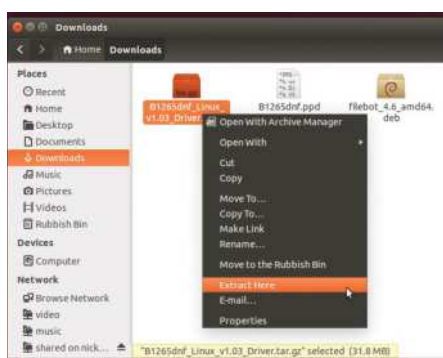 Downloads
Home Downloads
Places
Recent
Home
Desktop
Documents
Downloads
Music
Pictures
Videos
Rubbish Bin
Devices
Computer
Network
Browse Network
video
music
shared on nick...
B1265dnf_Linux_
v1.03_Driver
B1265dnf.ppd
filebot_4.6_amd64.
deb
Open With Archive Manager
Open With
Cut
Copy
Move To...
Copy To...
Make Link
Rename...
Move to the Rubbish Bin
Extract Here
E-mail...
Properties
"B1265dnf_Linux_v1.03_Driver.tar.gz" selected (31.8 MB)